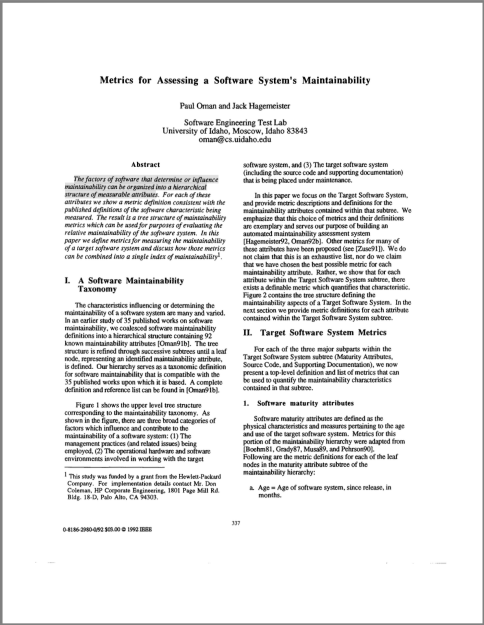 Metrics for Assessing a Software System's Maintainability
Paul Oman and Jack Hagemeister
Software Engineering Test Lab
University of Idaho, Moscow, Idaho 83843
oman@cs.uidaho.edu
Abstract
The factors of software that determine or influence
maintainability can be organized into a hierarchical
structure of measurable attributes. For each of these
attributes we show a metric definition consistent with the
published definitions of the software characteristic being
measured. The result is a tree structure of maintainability
metrics which can be used for purposes of evaluating the
relative maintainability of the software system. In this
paper we define metrics for measuring the maintainability
of a target software system and discuss how those metrics
can be combined into a single index of maintainability1.
I. A Software Maintainability
Taxonomy
The characteristics influencing or determining the
maintainability of a software system are many and varied.
In an earlier study of 35 published works on software
maintainability, we coalesced software maintainability
definitions into a hierarchical structure containing 92
known maintainability attributes [Oman91b]. The tree
structure is refined through successive subtrees until a leaf
node, representing an identified maintainability attribute,
is defined. Our hierarchy serves as a taxonomic definition
for software maintainability that is compatible with the
35 published works upon which it is based. A complete
definition and reference list can be found in [Oman91b].
Figure 1 shows the upper level tree structure
corresponding to the maintainability taxonomy. As
shown in the figure, there are three broad categories of
factors which influence and contribute to the
maintainability of a software system: (1) The
management practices (and related issues) being
employed, (2) The operational hardware and software
environments involved in working with the target
1 This study was funded by a grant from the Hewlett-Packard
Company. For implementation details contact Mr. Don
Coleman, HP Corporate Engineering, 1801 Page Mill Rd.
Bldg. 18-D, Palo Alto, CA 94303.
software system, and (3) The target software system
(including the source code and supporting documentation)
that is being placed under maintenance.
In this paper we focus on the Target Software System,
and provide metric descriptions and definitions for the
maintainability attributes contained within that subtree. We
emphasize that this choice of metrics and their definitions
are exemplary and serves our purpose of building an
automated maintainability assessment system
[Hagemeister92, Oman92b]. Other metrics for many of
these attributes have been proposed (see [Zuse91]). We do
not claim that this is an exhaustive list, nor do we claim
that we have chosen the best possible metric for each
maintainability attribute. Rather, we show that for each
attribute within the Target Software System subtree, there
exists a definable metric which quantifies that characteristic.
Figure 2 contains the tree structure defining the
maintainability aspects of a Target Software System. In the
next section we provide metric definitions for each attribute
contained within the Target Software System subtree.
II. Target Software System Metrics
For each of the three major subparts within the
Target Software System subtree (Maturity Attributes,
Source Code, and Supporting Documentation), we now
present a top-level definition and list of metrics that can
be used to quantify the maintainability characteristics
contained in that subtree.
1. Software maturity attributes
Software maturity attributes are defined as the
physical characteristics and measures pertaining to the age
and use of the target software system. Metrics for this
portion of the maintainability hierarchy were adapted from
[Boehm81, Grady87, Musa89, and Pehrson90].
Following are the metric definitions for each of the leaf
nodes in the maturity attribute subtree of the
maintainability hierarchy:
a. Age = Age of software system, since release, in
months.
337
0-8186-2980-0/92 $03.00 © 1992 IEEE